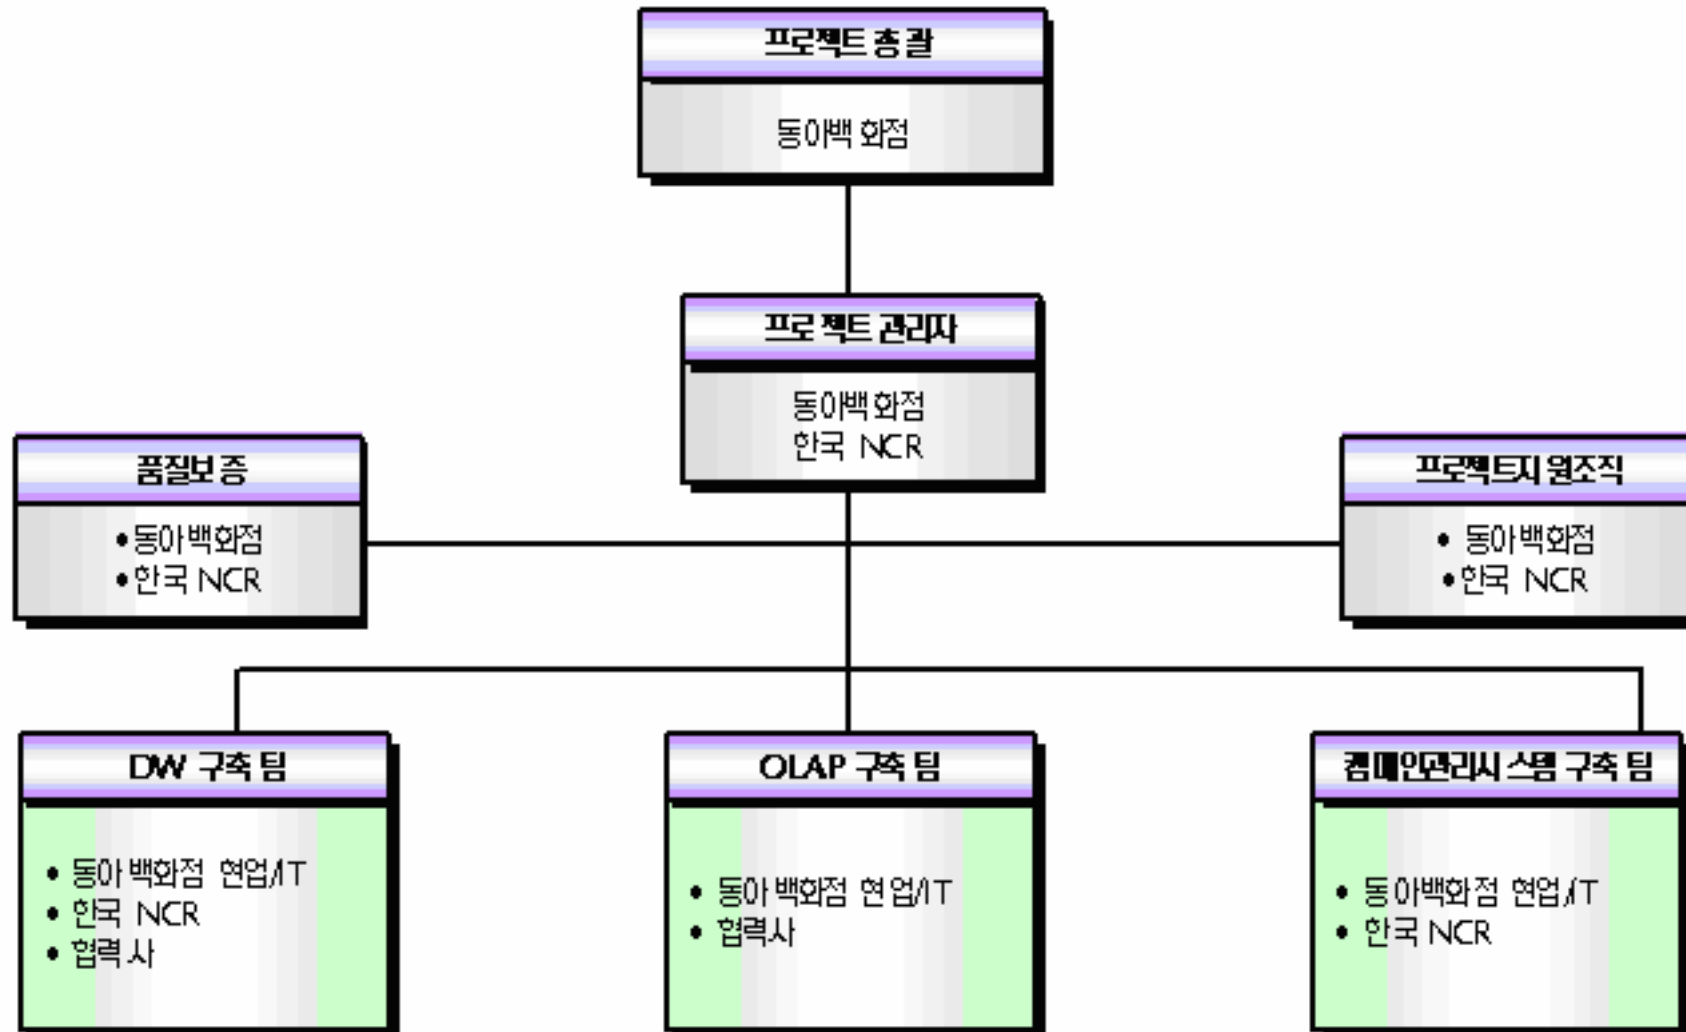 프로젝트 총괄
동아백화점
프로젝트 관리자
동아백화점
한국 NCR
품질보증
•동아백화점
•한국 NCR
프로젝트지원조직
• 동아백화점
•한국 NCR
DW 구축팀
• 동아백화점 현업/IT
• 한국 NCR
• 협력사
OLAP 구축팀
• 동아백화점 현업/IT
• 협력사
캠페인관리시스템 구축팀
• 동아백화점 현업/IT
• 한국 NCR